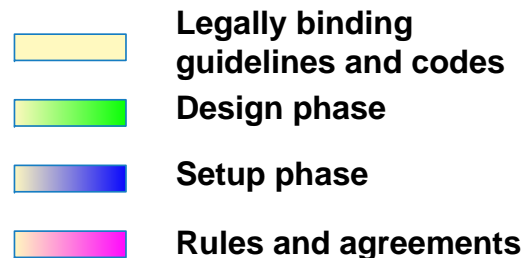 Legally binding
guidelines and codes
Design phase
Setup phase
Rules and agreements